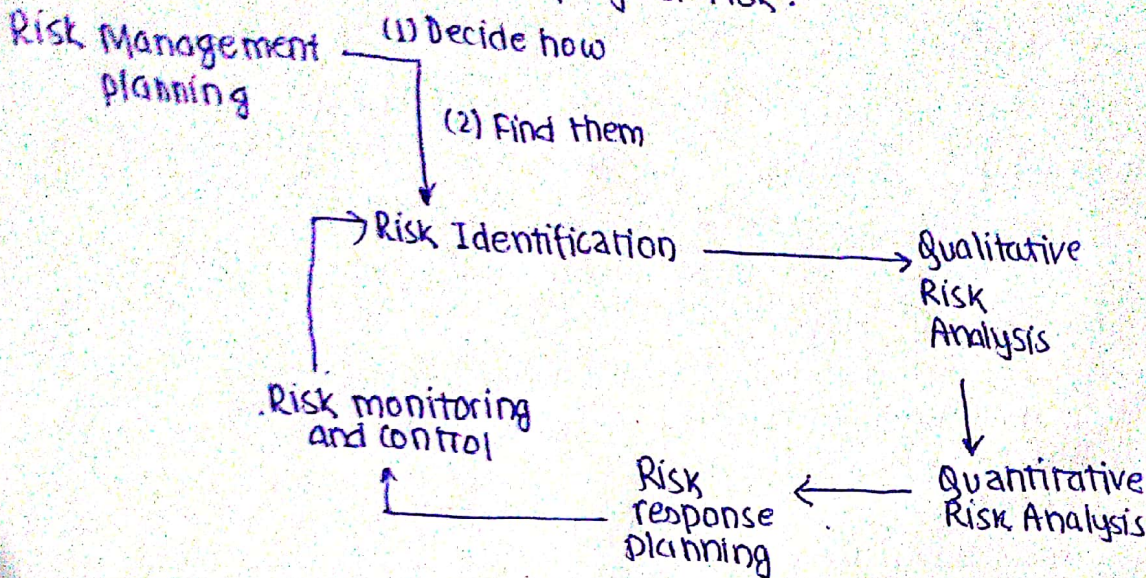 Risk.
Risk Management
planning
(1) Decide how
(2) Find them
Risk Identification
Qualitative
Risk
Analysis
Quantitative
Risk Analysis
Risk
response
planning
.Risk monitoring
and control